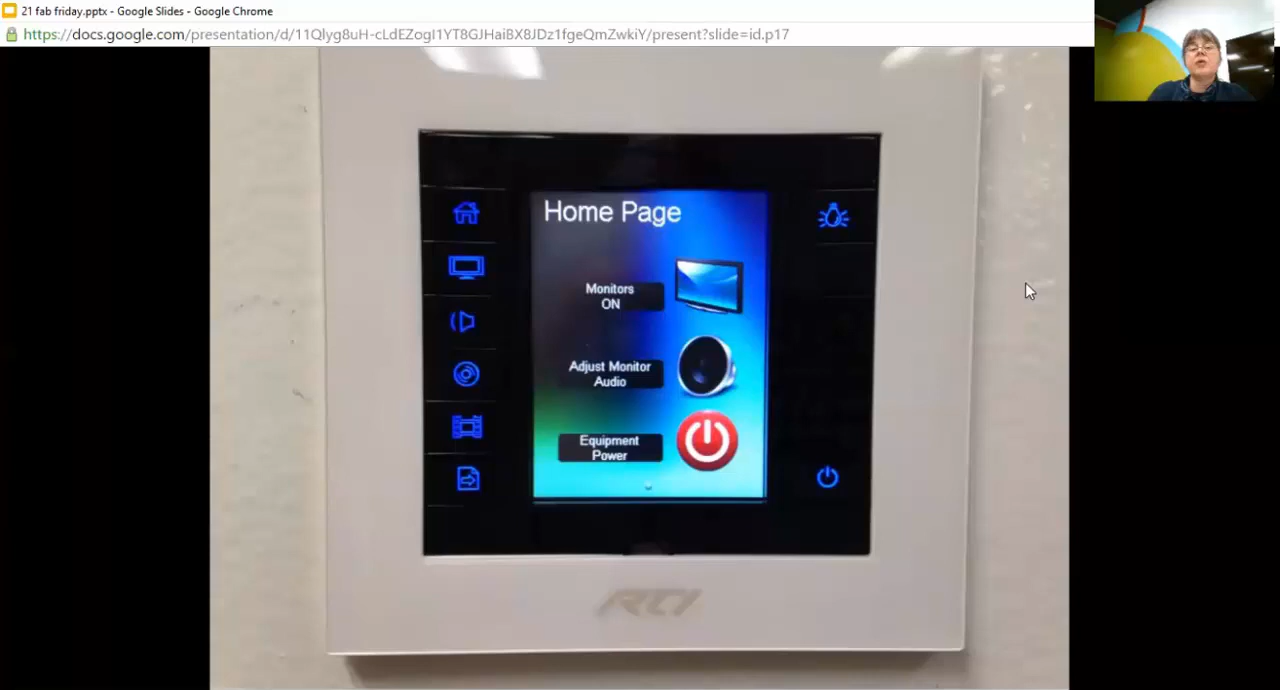 21 fab friday.pptx - Google Slides - Google Chrome
https://docs.google.com/presentation/d/11Qlyg8uH-cLdEZogI1YT8GJHaiBX8JDz1fgeQmZwkiY/present?slide=id.p17
Home Page
Monitors
ON
Adjust Monitor
Audio
Equipment
Power
RTI